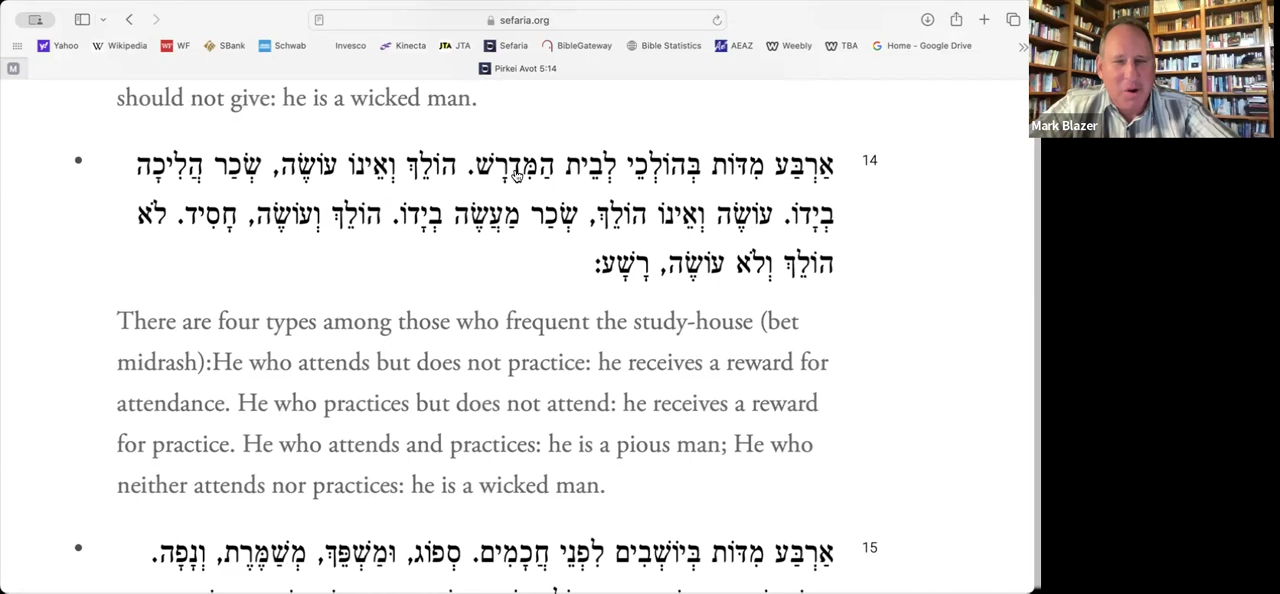 sefaria.org
Yahoo
Wikipedia
WF WF
SBank
Schwab
Invesco
Kinecta
JTA JTA
Sefaria
BibleGateway
Bible Statistics
AEAZ
Weebly
TBA
Home - Google Drive
M
Pirkei Avot 5:14
Mark Blazer
should not give: he is a wicked man.
14
אַרְבַּע מִדּוֹת בְּהוֹלְכֵי לְבֵית הַמִּדְרָשׁ. הוֹלֵךְ וְאֵינוֹ עוֹשֶׂה, שְׂכַר הֲלִיכָה
בְיָדוֹ. עוֹשֶׂה וְאֵינוֹ הוֹלֵךְ, שְׂכַר מַעֲשֶׂה בְיָדוֹ. הוֹלֵךְ וְעוֹשֶׂה, חָסִיד. לֹא
הוֹלֵךְ וְלֹא עוֹשֶׂה, רָשָׁע:
There are four types among those who frequent the study-house (bet
midrash):He who attends but does not practice: he receives a reward for
attendance. He who practices but does not attend: he receives a reward
for practice. He who attends and practices: he is a pious man; He who
neither attends nor practices: he is a wicked man.
15
אַרְבַּע מִדּוֹת בְּיוֹשְׁבִים לִפְנֵי חֲכָמִים. סְפוֹג, וּמַשְׁפֵּךְ, מְשַׁמֶּרֶת, וְנָפָה.